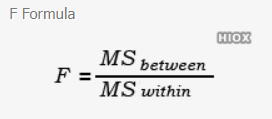 F Formula
HIOX
F = MS between
MS within